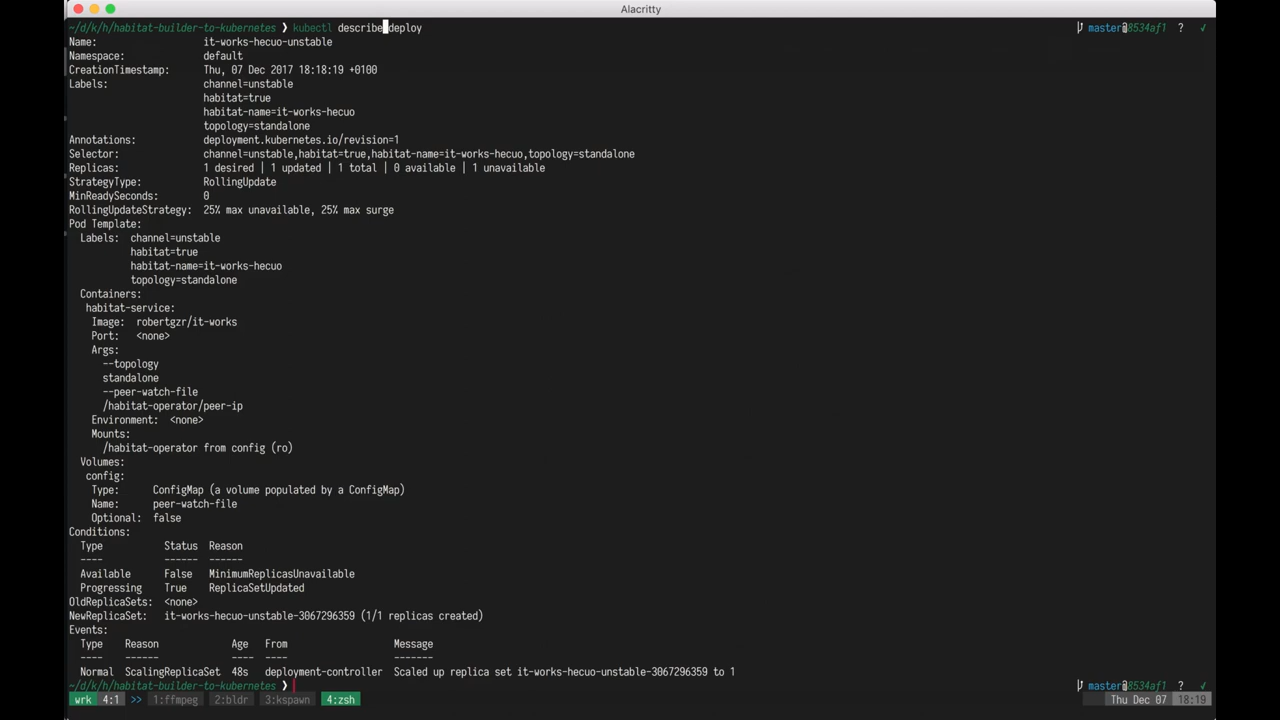 Alacritty
~/d/k/h/habitat-builder-to-kubernetes ❯ kubectl describe deploy master@8534af1 ? ✓
Name: it-works-hecuo-unstable
Namespace: default
CreationTimestamp: Thu, 07 Dec 2017 18:18:19 +0100
Labels: channel=unstable
habitat=true
habitat-name=it-works-hecuo
topology=standalone
Annotations: deployment.kubernetes.io/revision=1
Selector: channel=unstable,habitat=true,habitat-name=it-works-hecuo,topology=standalone
Replicas: 1 desired | 1 updated | 1 total | 0 available | 1 unavailable
StrategyType: RollingUpdate
MinReadySeconds: 0
RollingUpdateStrategy: 25% max unavailable, 25% max surge
Pod Template:
Labels: channel=unstable
habitat=true
habitat-name=it-works-hecuo
topology=standalone
Containers:
habitat-service:
Image: robertgzr/it-works
Port: <none>
Args:
--topology
standalone
--peer-watch-file
/habitat-operator/peer-ip
Environment: <none>
Mounts:
/habitat-operator from config (ro)
Volumes:
config:
Type: ConfigMap (a volume populated by a ConfigMap)
Name: peer-watch-file
Optional: false
Conditions:
Type Status Reason
---- ------ ------
Available False MinimumReplicasUnavailable
Progressing True ReplicaSetUpdated
OldReplicaSets: <none>
NewReplicaSet: it-works-hecuo-unstable-3067296359 (1/1 replicas created)
Events:
Type Reason Age From Message
---- ------ ---- ---- -------
Normal ScalingReplicaSet 48s deployment-controller Scaled up replica set it-works-hecuo-unstable-3067296359 to 1
~/d/k/h/habitat-builder-to-kubernetes ❯ master@8534af1 ? ✓
wrk 4:1 >> 1:ffmpeg 2:bldr 3:kspawn 4:zsh Thu Dec 07 18:19